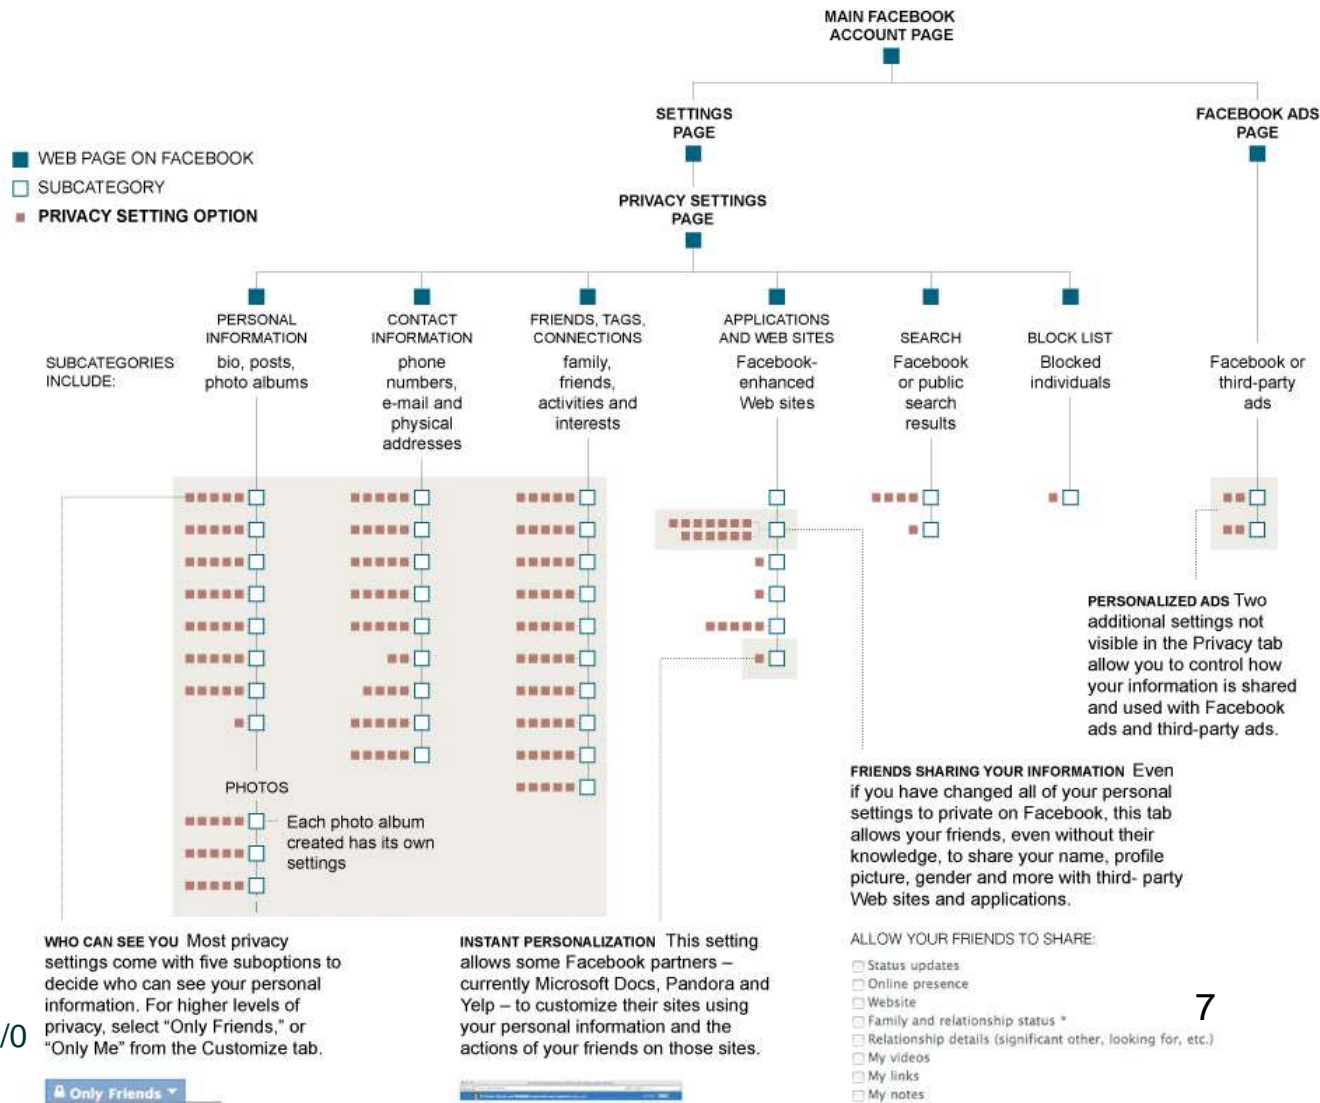 MAIN FACEBOOK
ACCOUNT PAGE
SETTINGS
PAGE
FACEBOOK ADS
PAGE
WEB PAGE ON FACEBOOK
SUBCATEGORY
PRIVACY SETTING OPTION
PRIVACY SETTINGS
PAGE
SUBCATEGORIES
INCLUDE:
PERSONAL
INFORMATION
bio, posts,
photo albums
CONTACT
INFORMATION
phone
numbers,
e-mail and
physical
addresses
FRIENDS, TAGS,
CONNECTIONS
family,
friends,
activities and
interests
APPLICATIONS
AND WEB SITES
Facebook-
enhanced
Web sites
SEARCH
Facebook
or public
search
results
BLOCK LIST
Blocked
individuals
Facebook or
third-party
ads
PHOTOS
Each photo album
created has its own
settings
PERSONALIZED ADS Two
additional settings not
visible in the Privacy tab
allow you to control how
your information is shared
and used with Facebook
ads and third-party ads.
WHO CAN SEE YOU Most privacy
settings come with five suboptions to
decide who can see your personal
information. For higher levels of
privacy, select “Only Friends,” or
“Only Me” from the Customize tab.
Only Friends
INSTANT PERSONALIZATION This setting
allows some Facebook partners –
currently Microsoft Docs, Pandora and
Yelp – to customize their sites using
your personal information and the
actions of your friends on those sites.
FRIENDS SHARING YOUR INFORMATION Even
if you have changed all of your personal
settings to private on Facebook, this tab
allows your friends, even without their
knowledge, to share your name, profile
picture, gender and more with third- party
Web sites and applications.
ALLOW YOUR FRIENDS TO SHARE:
Status updates
Online presence
Website
Family and relationship status *
Relationship details (significant other, looking for, etc.)
My videos
My links
My notes
/0
7